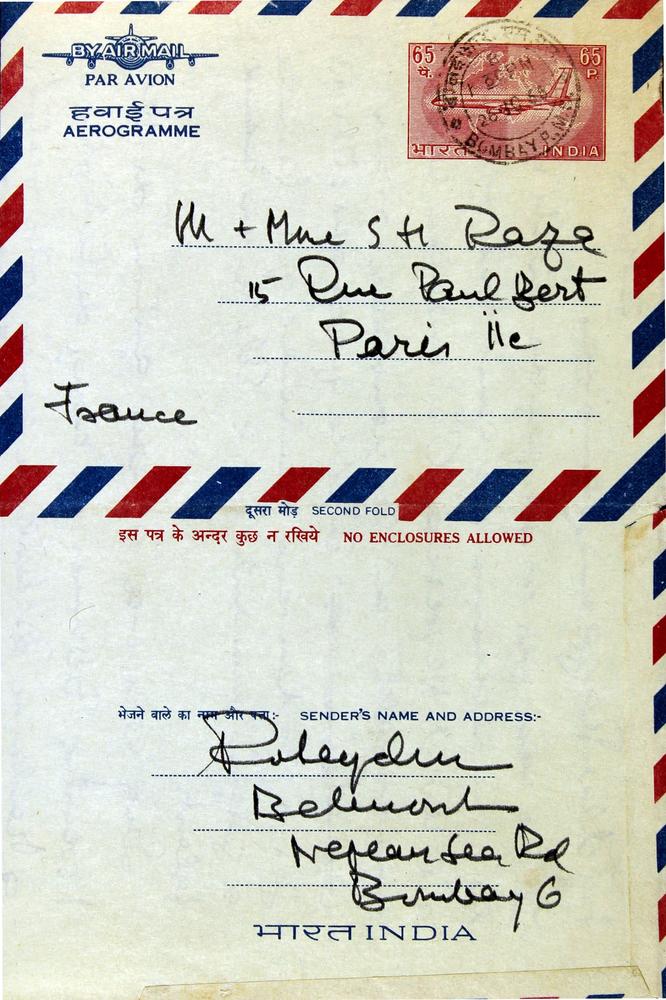 BY AIR MAIL
PAR AVION
हवाई पत्र
AEROGRAMME
65 65
पै. P.
भारत INDIA
BOMBAY
M + Mme S H Raza
15 Rue Paul Bert
Paris 11e
France
दूसरा मोड़ SECOND FOLD
इस पत्र के अन्दर कुछ न रखिये NO ENCLOSURES ALLOWED
भेजने वाले का नाम और पता:- SENDER'S NAME AND ADDRESS:-
Belmont
Nepean Sea Rd
Bombay 6
भारत INDIA